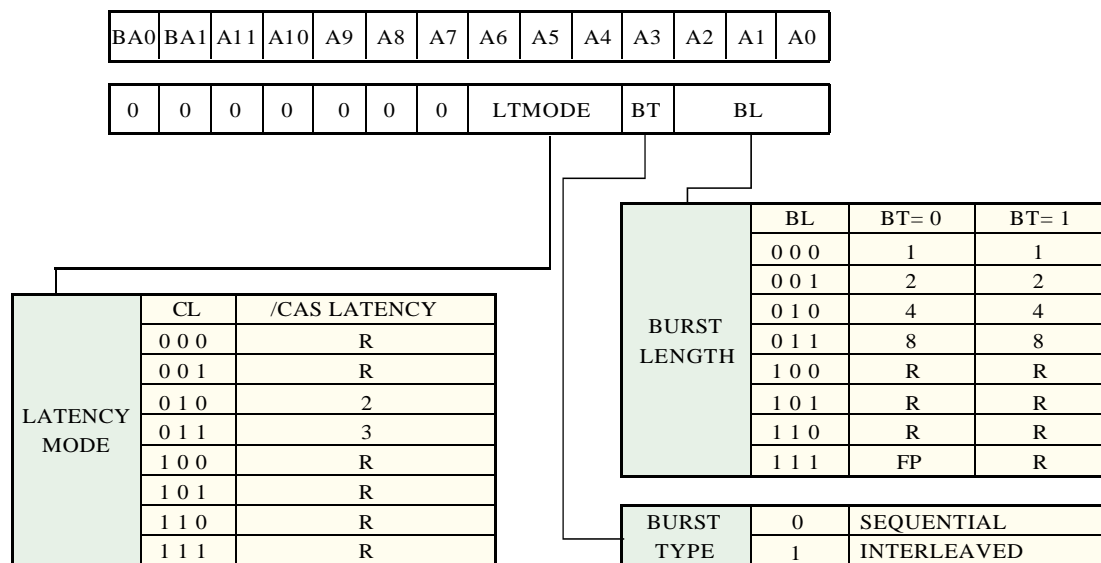 BA0 BA1 A11 A10 A9 A8 A7 A6 A5 A4 A3 A2 A1 A0
0 0 0 0 0 0 0 LTMODE BT BL
BURST LENGTH
BL BT= 0 BT= 1
0 0 0 1 1
0 0 1 2 2
0 1 0 4 4
0 1 1 8 8
1 0 0 R R
1 0 1 R R
1 1 0 R R
1 1 1 FP R
LATENCY MODE
CL /CAS LATENCY
0 0 0 R
0 0 1 R
0 1 0 2
0 1 1 3
1 0 0 R
1 0 1 R
1 1 0 R
1 1 1 R
BURST TYPE
0 SEQUENTIAL
1 INTERLEAVED